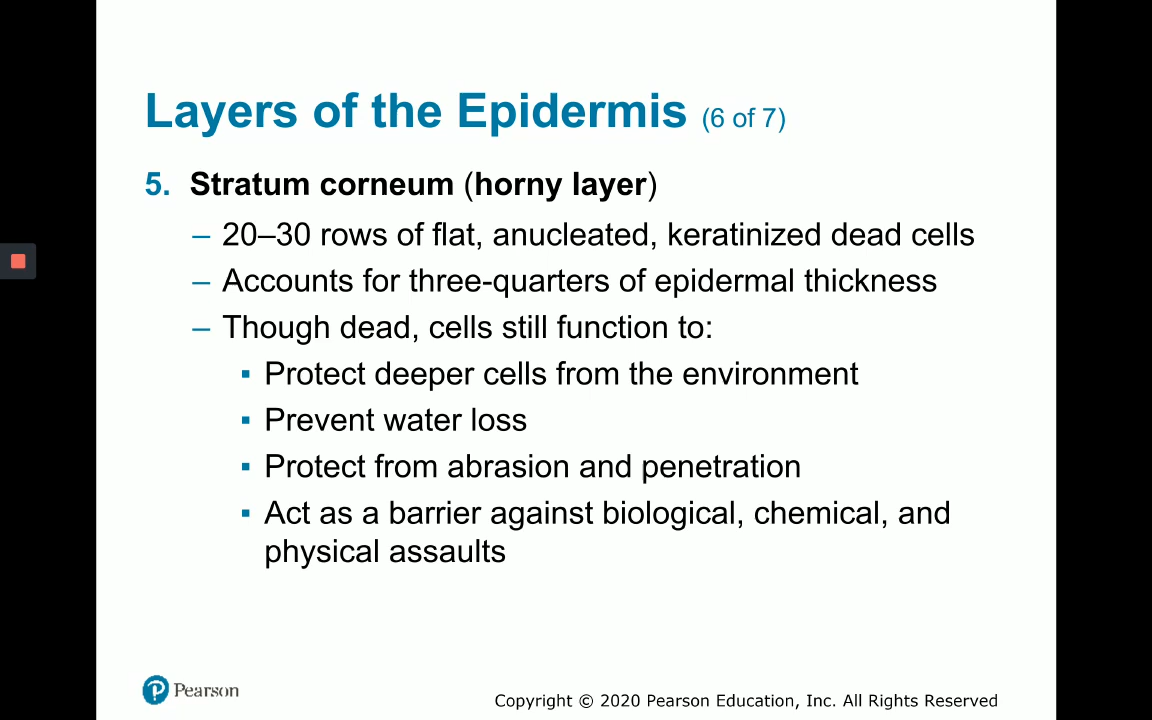 Layers of the Epidermis (6 of 7)
5. Stratum corneum (horny layer)
– 20–30 rows of flat, anucleated, keratinized dead cells
– Accounts for three-quarters of epidermal thickness
– Though dead, cells still function to:
▪ Protect deeper cells from the environment
▪ Prevent water loss
▪ Protect from abrasion and penetration
▪ Act as a barrier against biological, chemical, and
physical assaults
P Pearson
Copyright © 2020 Pearson Education, Inc. All Rights Reserved